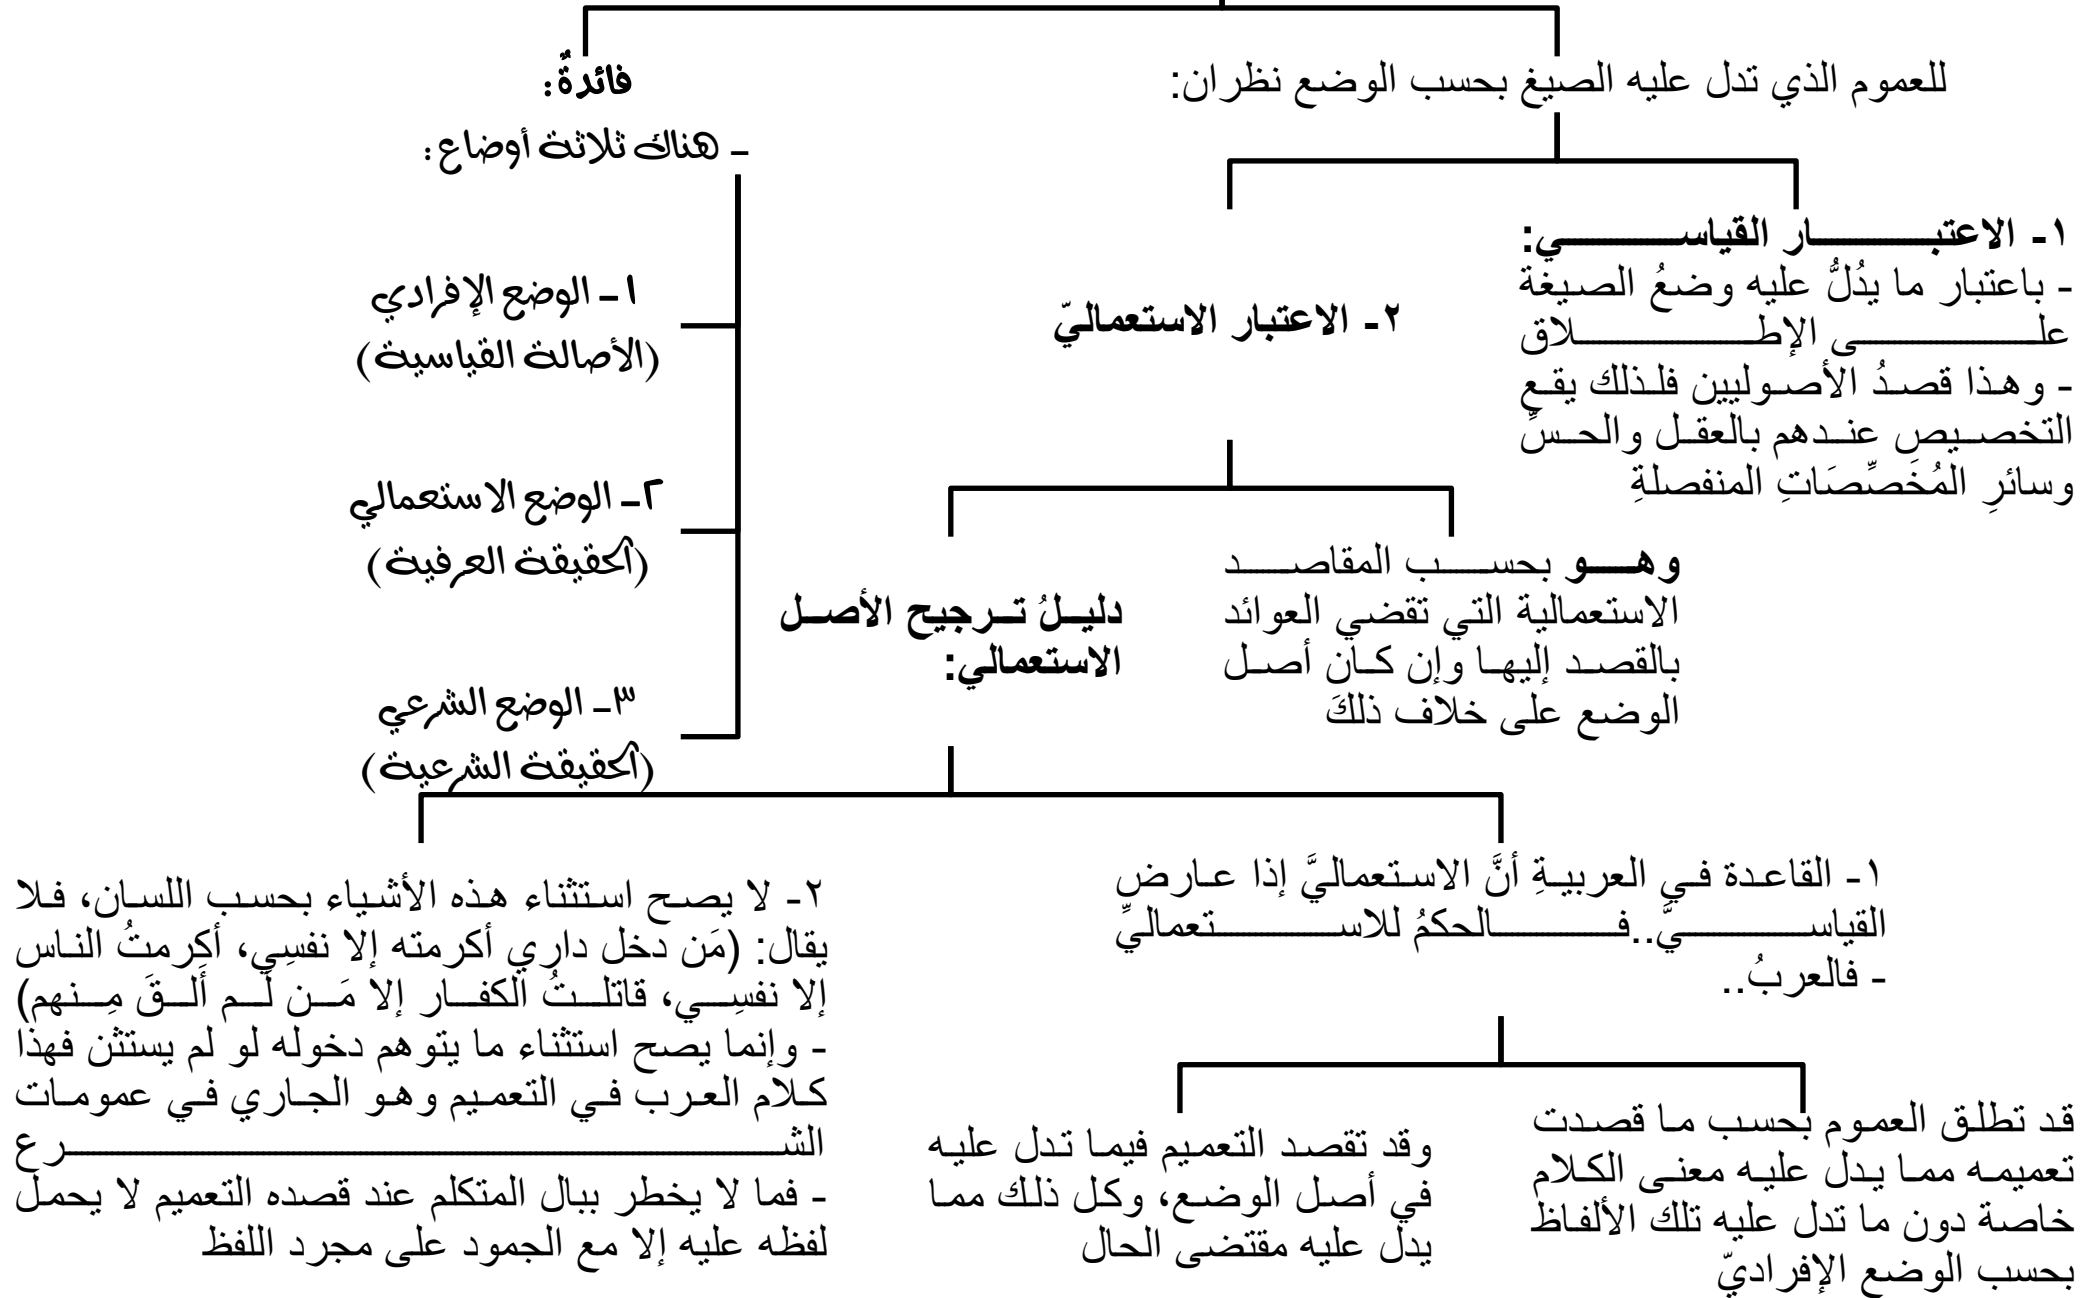 للعموم الذي تدل عليه الصيغ بحسب الوضع نظران:
١- الاعتبار القياسي:
- باعتبار ما يدُلُّ عليه وضعُ الصيغة
على الإطلاق
- وهذا قصدُ الأصوليين فلذلك يقع
التخصيص عندهم بالعقل والحسِّ
وسائرِ المُخَصِّصَاتِ المنفصلةِ
٢- الاعتبار الاستعماليّ
وهو بحسب المقاصد
الاستعمالية التي تقضي العوائد
بالقصد إليها وإن كان أصل
الوضع على خلاف ذلكَ
دليلُ ترجيح الأصل
الاستعمالي:
١- القاعدة في العربيةِ أنَّ الاستعماليَّ إذا عارض
القياسيَّ..فالحكمُ للاستعماليِّ
- فالعربُ..
قد تطلق العموم بحسب ما قصدت
تعميمه مما يدل عليه معنى الكلام
خاصة دون ما تدل عليه تلك الألفاظ
بحسب الوضع الإفراديّ
وقد تقصد التعميم فيما تدل عليه
في أصل الوضع، وكل ذلك مما
يدل عليه مقتضى الحال
٢- لا يصح استثناء هذه الأشياء بحسب اللسان، فلا
يقال: (مَن دخل داري أكرمته إلا نفسِي، أكرمتُ الناس
إلا نفسِي، قاتلتُ الكفار إلا مَن لَم أَلقَ مِنهم)
- وإنما يصح استثناء ما يتوهم دخوله لو لم يستثن فهذا
كلام العرب في التعميم وهو الجاري في عمومات
الشرع
- فما لا يخطر ببال المتكلم عند قصده التعميم لا يحمل
لفظه عليه إلا مع الجمود على مجرد اللفظ
فائدةٌ:
- هناك ثلاثة أوضاع:
١- الوضع الإفرادي
(الأصالة القياسية)
٢- الوضع الاستعمالي
(الحقيقة العرفية)
٣- الوضع الشرعي
(الحقيقة الشرعية)